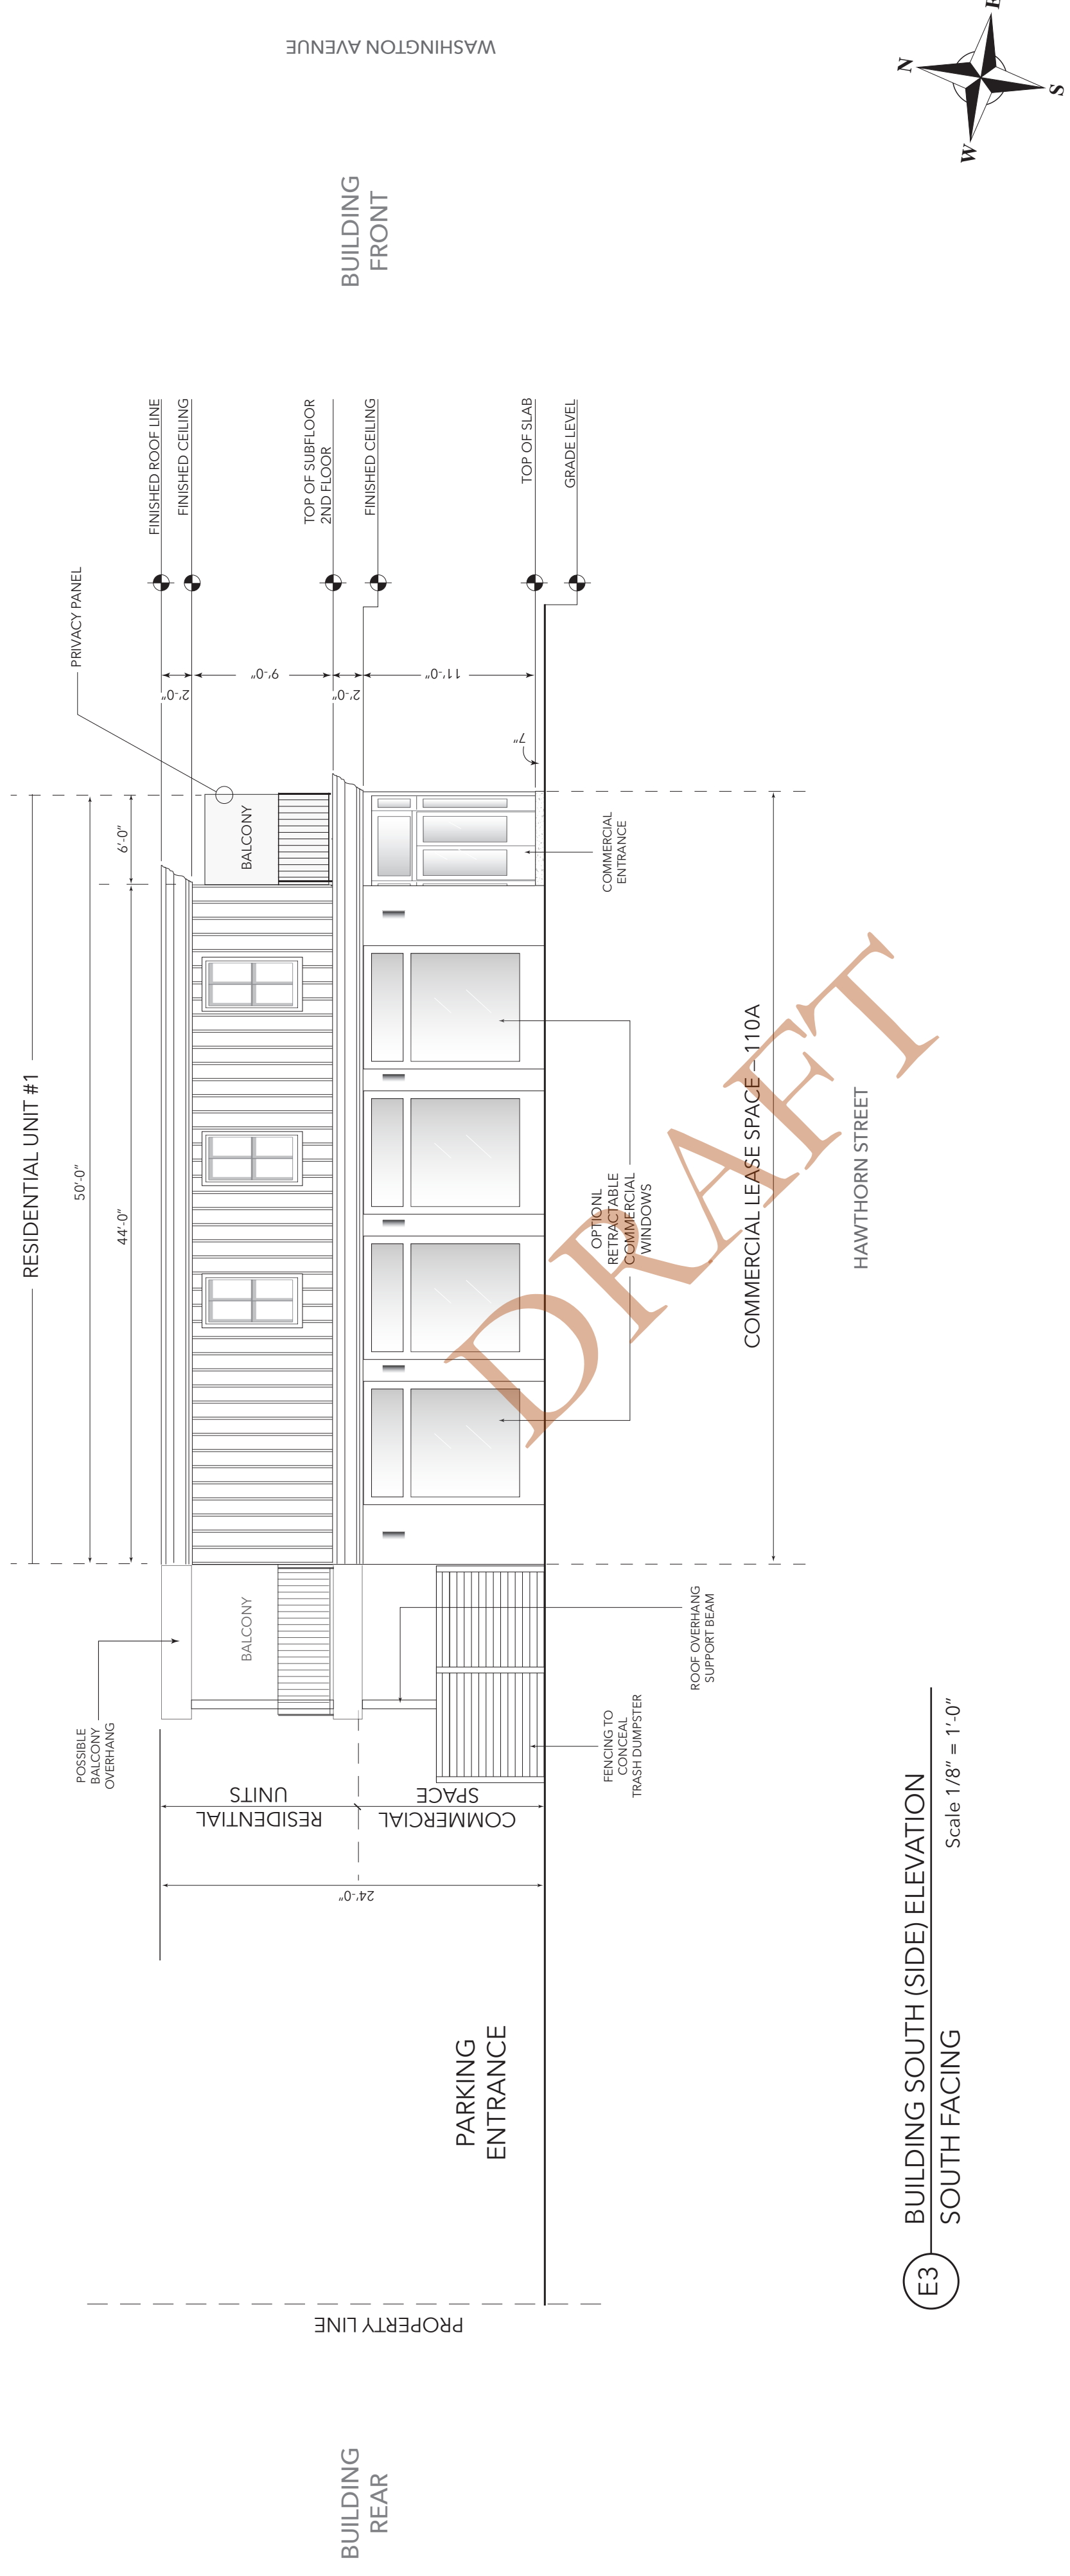 WASHINGTON AVENUE
N
E
S
W
BUILDING
FRONT
FINISHED ROOF LINE
FINISHED CEILING
TOP OF SUBFLOOR
2ND FLOOR
FINISHED CEILING
TOP OF SLAB
GRADE LEVEL
PRIVACY PANEL
2'-0"
9'-0"
2'-0"
11'-0"
7"
RESIDENTIAL UNIT #1
50'-0"
44'-0"
6'-0"
BALCONY
COMMERCIAL
ENTRANCE
OPTIONL
RETRACTABLE
COMMERCIAL
WINDOWS
COMMERCIAL LEASE SPACE – 110A
HAWTHORN STREET
DRAFT
BALCONY
POSSIBLE
BALCONY
OVERHANG
ROOF OVERHANG
SUPPORT BEAM
FENCING TO
CONCEAL
TRASH DUMPSTER
RESIDENTIAL
UNITS
COMMERCIAL
SPACE
24'-0"
PARKING
ENTRANCE
PROPERTY LINE
BUILDING
REAR
E3
BUILDING SOUTH (SIDE) ELEVATION
SOUTH FACING
Scale 1/8" = 1'-0"